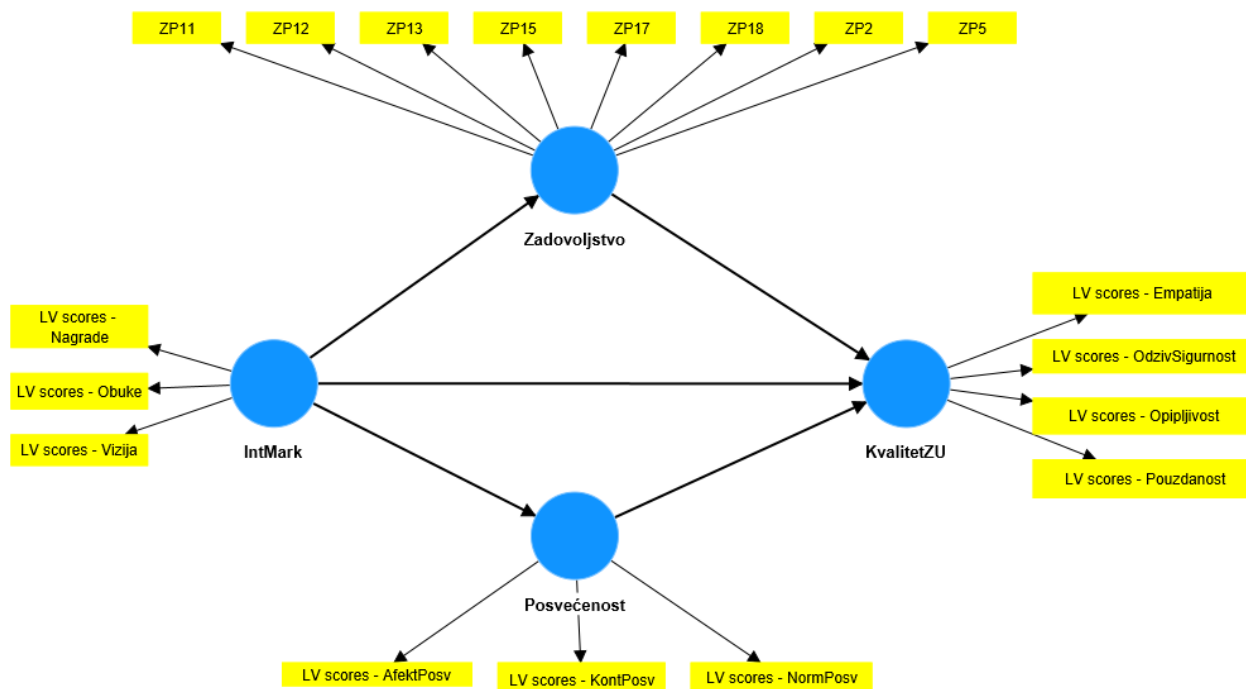 ZP11
ZP12
ZP13
ZP15
ZP17
ZP18
ZP2
ZP5
Zadovoljstvo
LV scores -
Nagrade
LV scores - Obuke
LV scores - Vizija
IntMark
LV scores - Empatija
LV scores - OdzivSigurnost
LV scores - Opipljivost
LV scores - Pouzdanost
KvalitetZU
Posvećenost
LV scores - AfektPosv
LV scores - KontPosv
LV scores - NormPosv